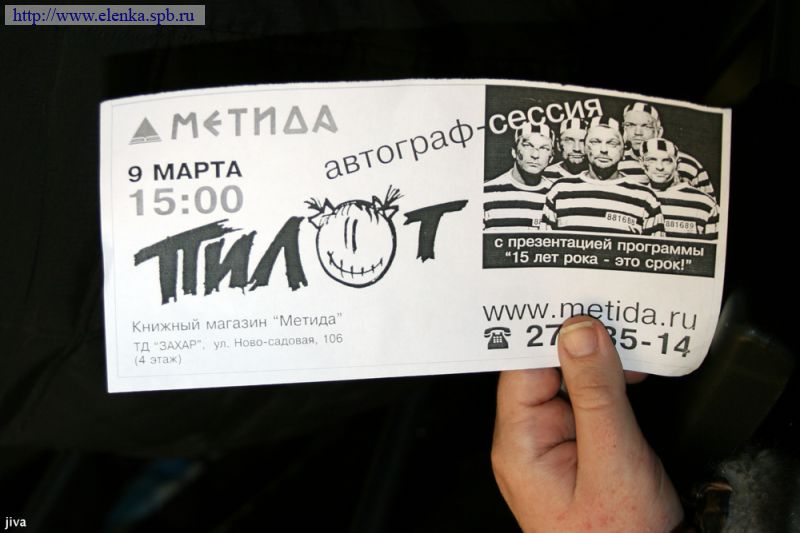 http://www.elenka.spb.ru
МЕТИДА
9 МАРТА
15:00
автограф-сессия
ПИЛОТ
Книжный магазин "Метида"
ТД "ЗАХАР", ул. Ново-садовая, 106
(4 этаж)
881688
881689
с презентацией программы
"15 лет рока - это срок!"
www.metida.ru
35-14
jiva